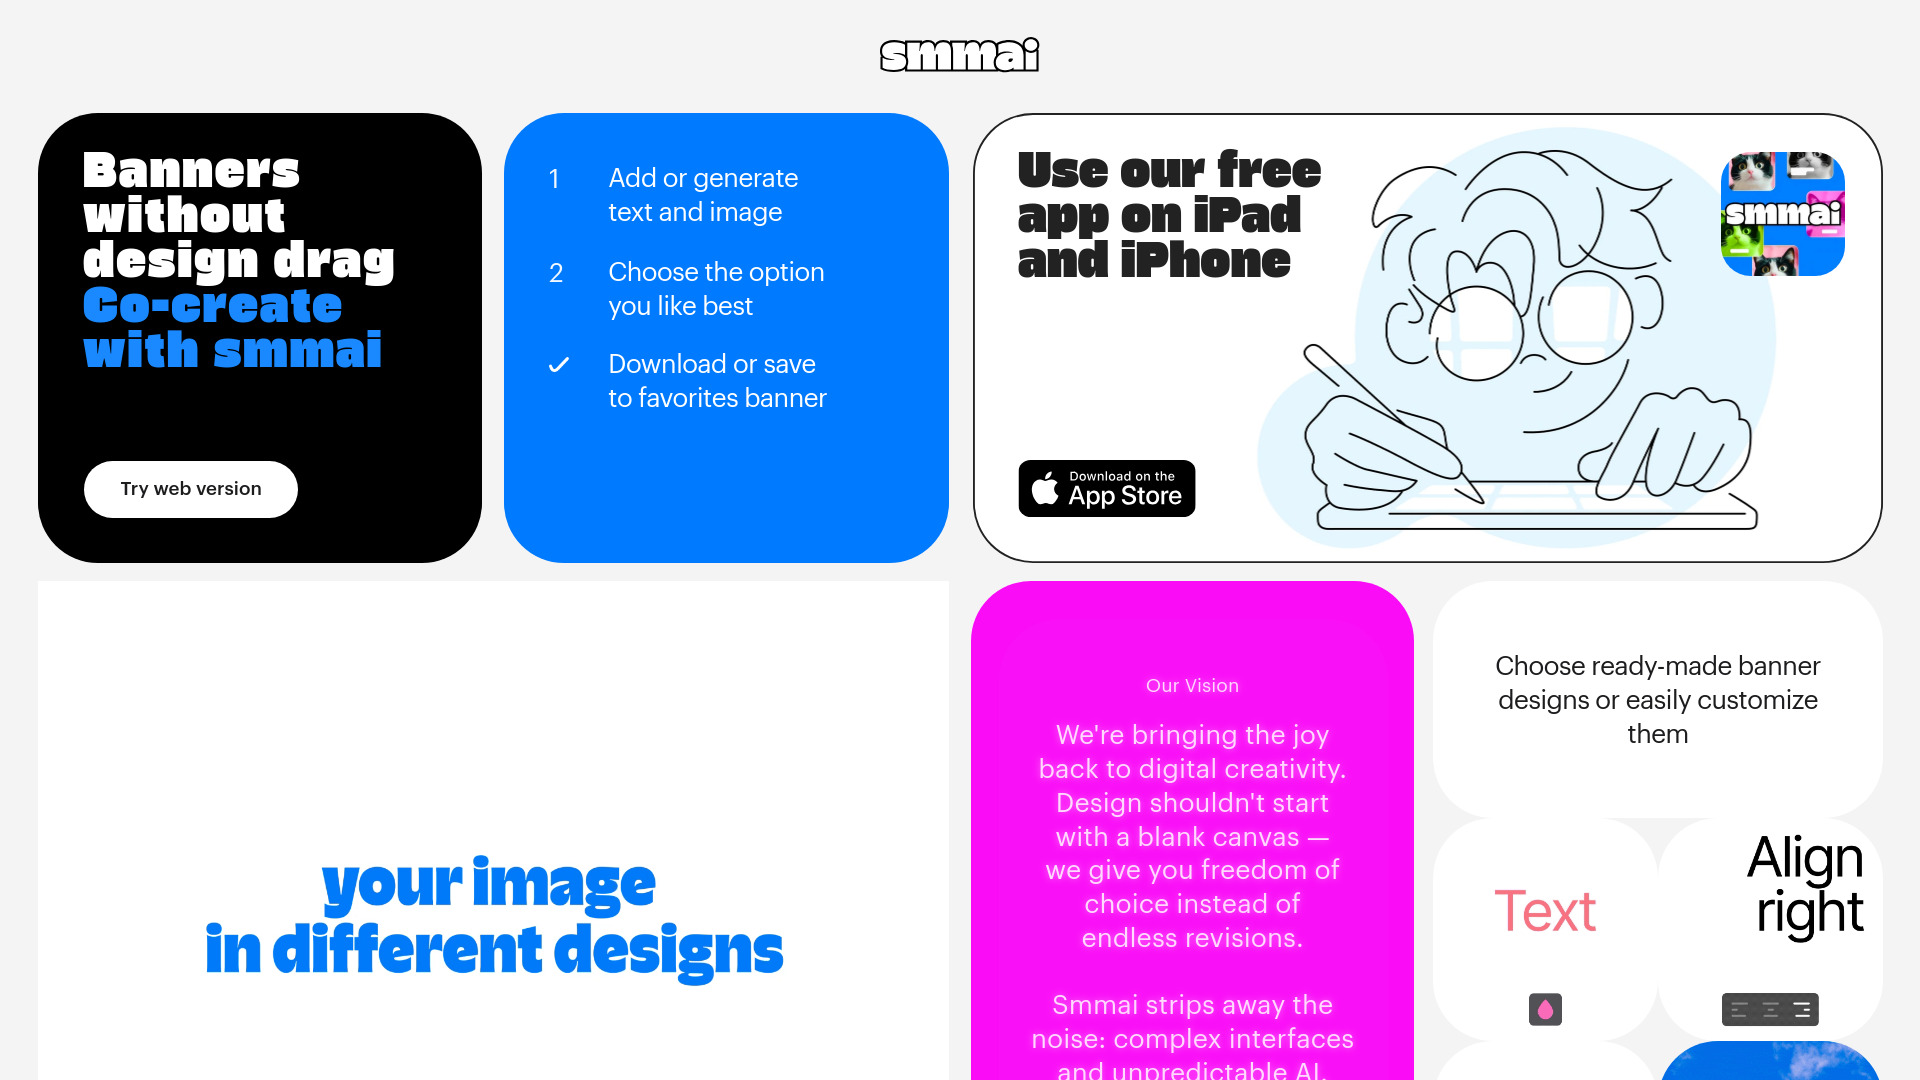 smmai
Banners
without
design drag
Co-create
with smmai
Try web version
1
Add or generate
text and image
2
Choose the option
you like best
Download or save
to favorites banner
Use our free
app on iPad
and iPhone
smmai
Download on the
App Store
your image
in different designs
Our Vision
We're bringing the joy
back to digital creativity.
Design shouldn't start
with a blank canvas —
we give you freedom of
choice instead of
endless revisions.
Smmai strips away the
noise: complex interfaces
and unpredictable AI.
Choose ready-made banner
designs or easily customize
them
Text
Align
right